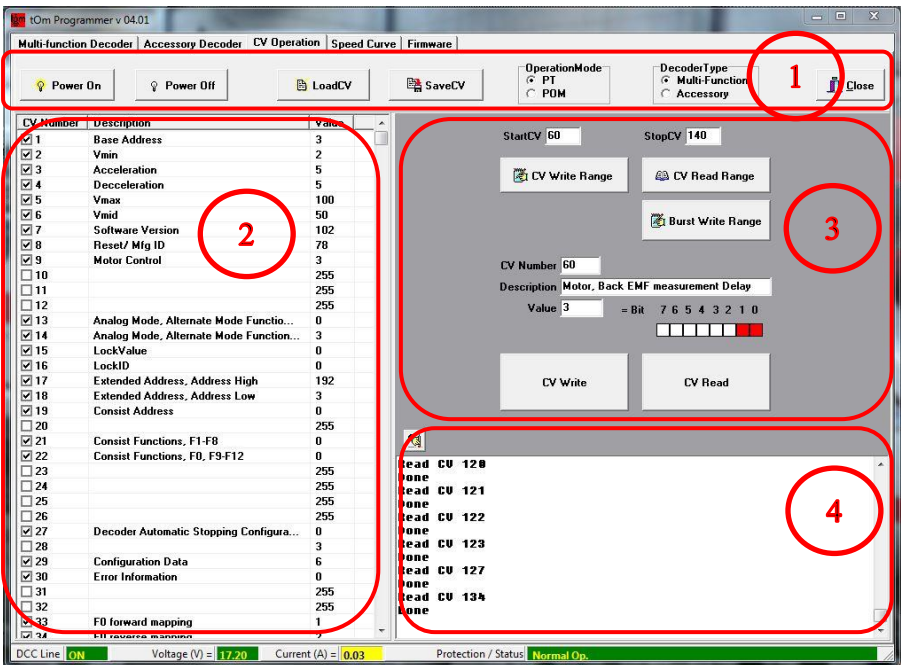 tOm Programmer v 04.01
Multi-function Decoder Accessory Decoder CV Operation Speed Curve Firmware
Power On Power Off LoadCV SaveCV
OperationMode
PT
POM
DecoderType
Multi-Function
Accessory
Close
1
CV Number Description Value
1 Base Address 3
2 Vmin 2
3 Acceleration 5
4 Decceleration 5
5 Vmax 100
6 Vmid 50
7 Software Version 102
8 Reset/ Mfg ID 78
9 Motor Control 3
10 255
11 255
12 255
13 Analog Mode, Alternate Mode Functio... 0
14 Analog Mode, Alternate Mode Function... 3
15 LockValue 0
16 LockID 0
17 Extended Address, Address High 192
18 Extended Address, Address Low 3
19 Consist Address 0
20 255
21 Consist Functions, F1-F8 0
22 Consist Functions, F0, F9-F12 0
23 255
24 255
25 255
26 255
27 Decoder Automatic Stopping Configura... 0
28 3
29 Configuration Data 6
30 Error Information 0
31 255
32 255
33 F0 forward mapping 1
34 F0 reverse mapping 2
2
StartCV 60 StopCV 140
CV Write Range CV Read Range
Burst Write Range
3
CV Number 60
Description Motor, Back EMF measurement Delay
Value 3 = Bit 7 6 5 4 3 2 1 0
CV Write CV Read
Read CV 120
Done
Read CV 121
Done
Read CV 122
Done
Read CV 123
Done
Read CV 127
Done
Read CV 134
Done
4
DCC Line ON Voltage (V) = 17.20 Current (A) = 0.03 Protection / Status Normal Op.